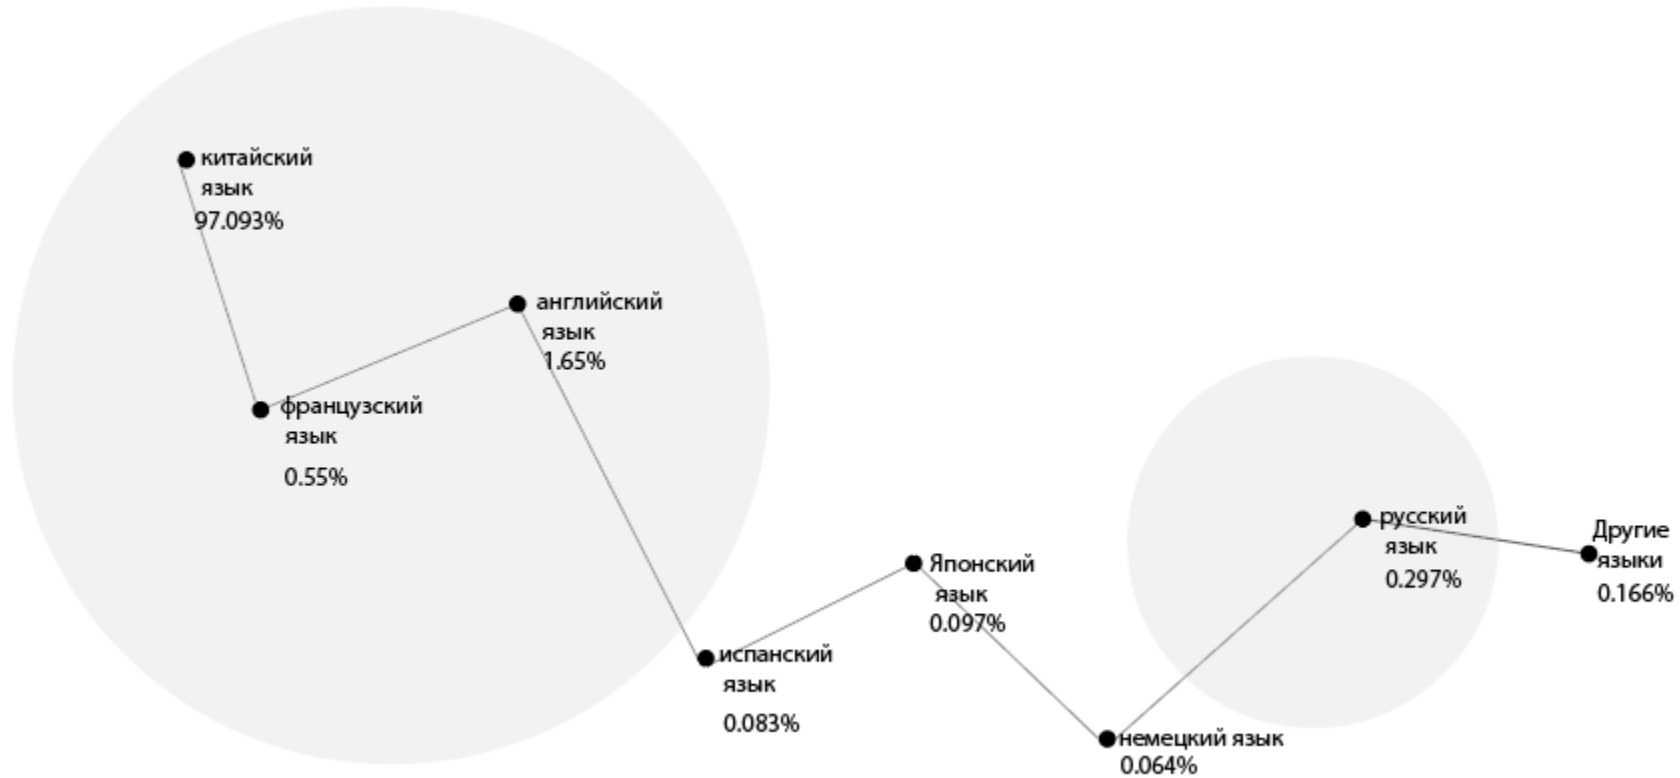 китайский
язык
97.093%
французский
язык
0.55%
английский
язык
1.65%
испанский
язык
0.083%
Японский
язык
0.097%
немецкий язык
0.064%
русский
язык
0.297%
Другие
языки
0.166%